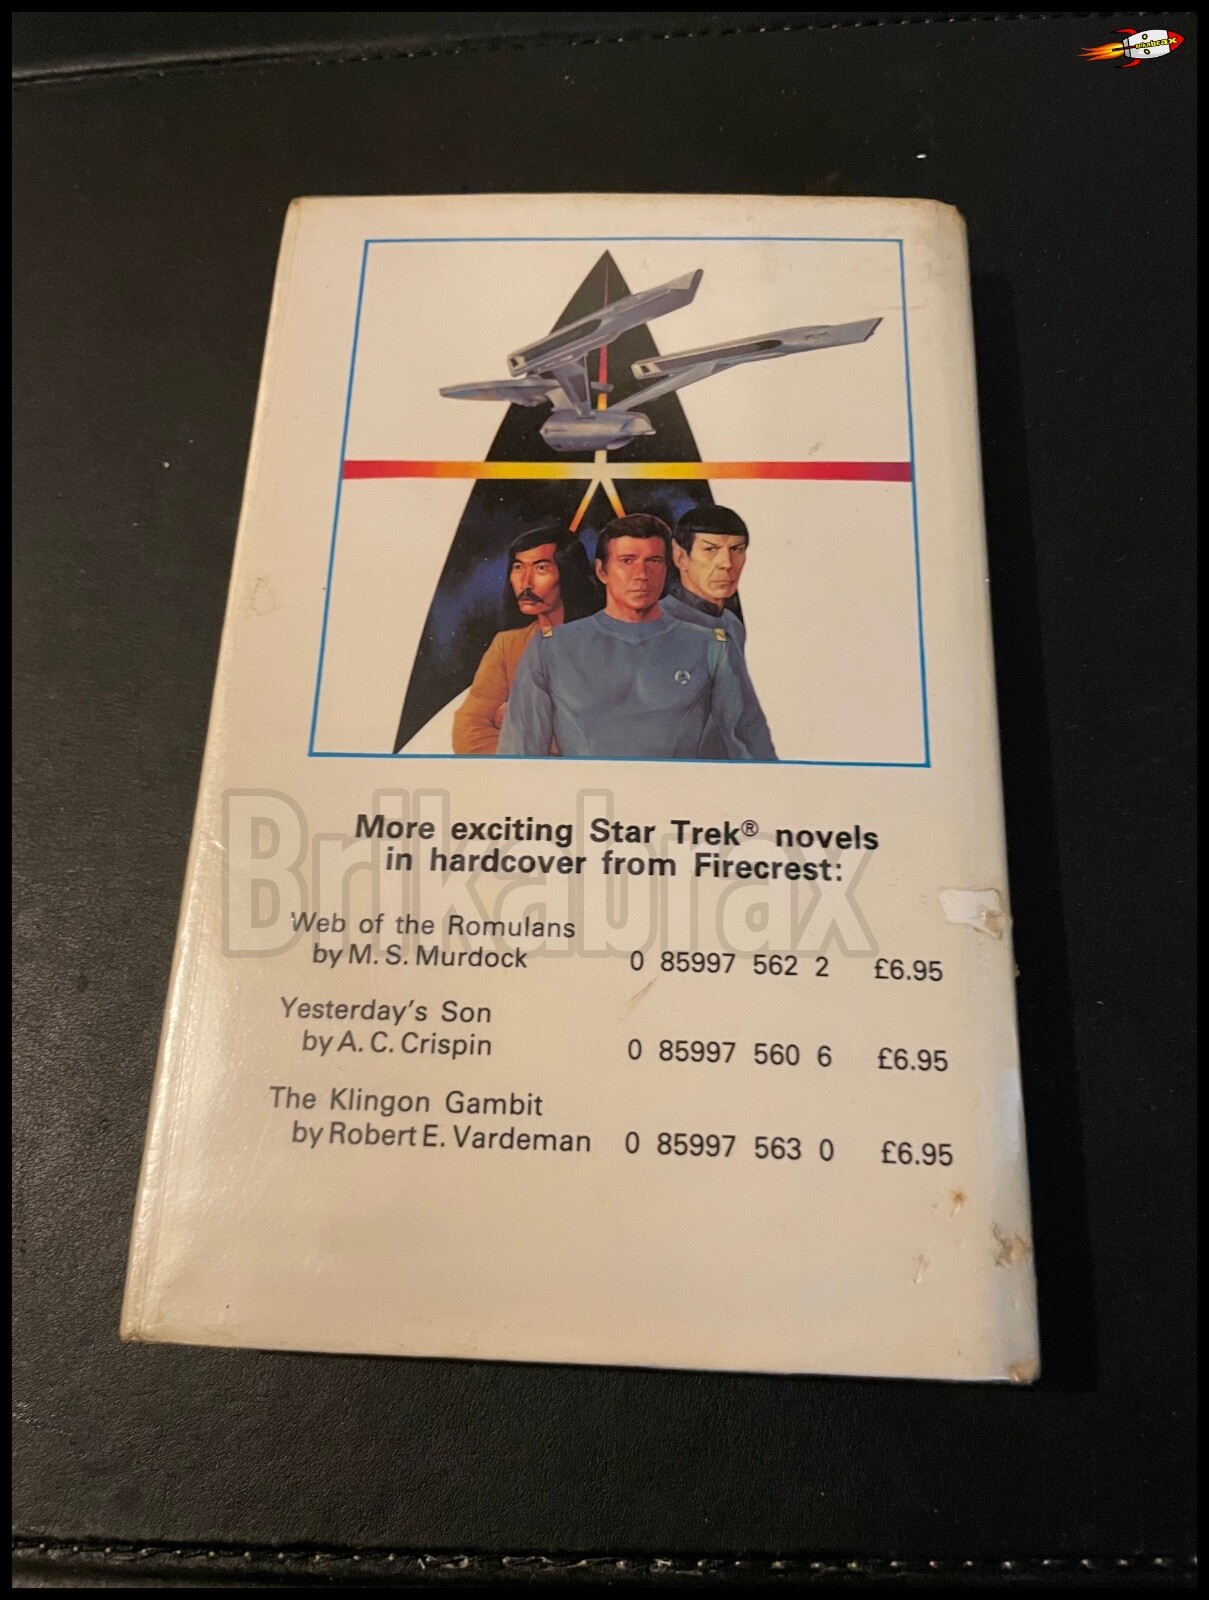 Brikabrax
More exciting Star Trek® novels
in hardcover from Firecrest:
Brikabrax
Web of the Romulans
by M. S. Murdock 0 85997 562 2 £6.95
Yesterday's Son
by A. C. Crispin 0 85997 560 6 £6.95
The Klingon Gambit
by Robert E. Vardeman 0 85997 563 0 £6.95